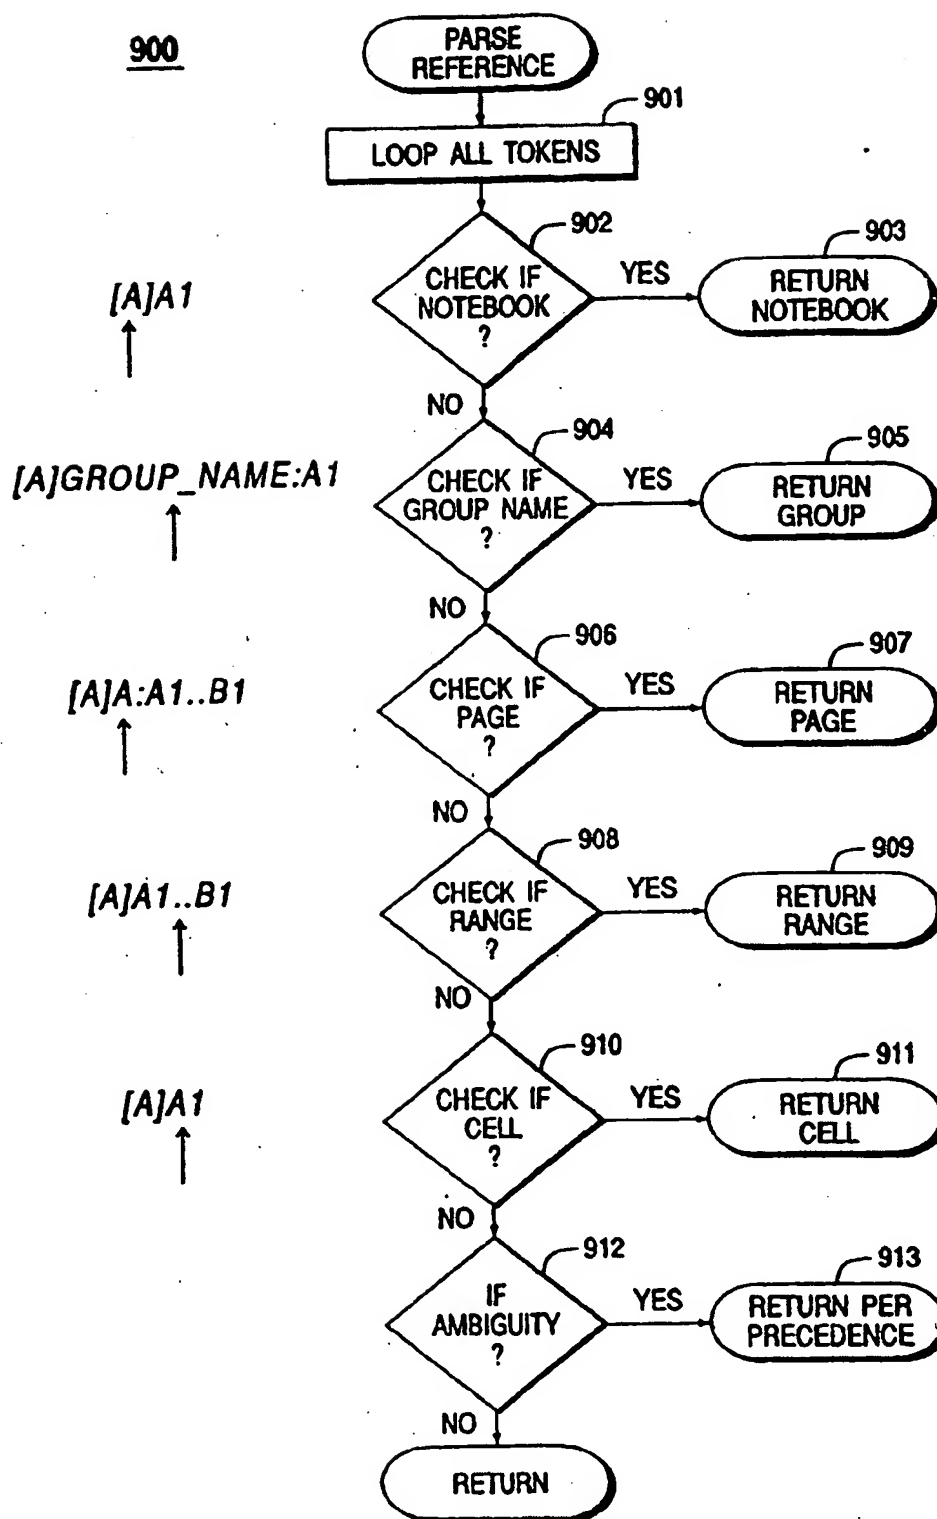 900
PARSE
REFERENCE
901
LOOP ALL TOKENS
902
903
[A]A1
CHECK IF
NOTEBOOK
?
YES
RETURN
NOTEBOOK
NO
904
905
[A]GROUP_NAME:A1
CHECK IF
GROUP NAME
?
YES
RETURN
GROUP
NO
906
907
[A]A:A1..B1
CHECK IF
PAGE
?
YES
RETURN
PAGE
NO
908
909
[A]A1..B1
CHECK IF
RANGE
?
YES
RETURN
RANGE
NO
910
911
[A]A1
CHECK IF
CELL
?
YES
RETURN
CELL
NO
912
913
IF
AMBIGUITY
?
YES
RETURN PER
PRECEDENCE
NO
RETURN